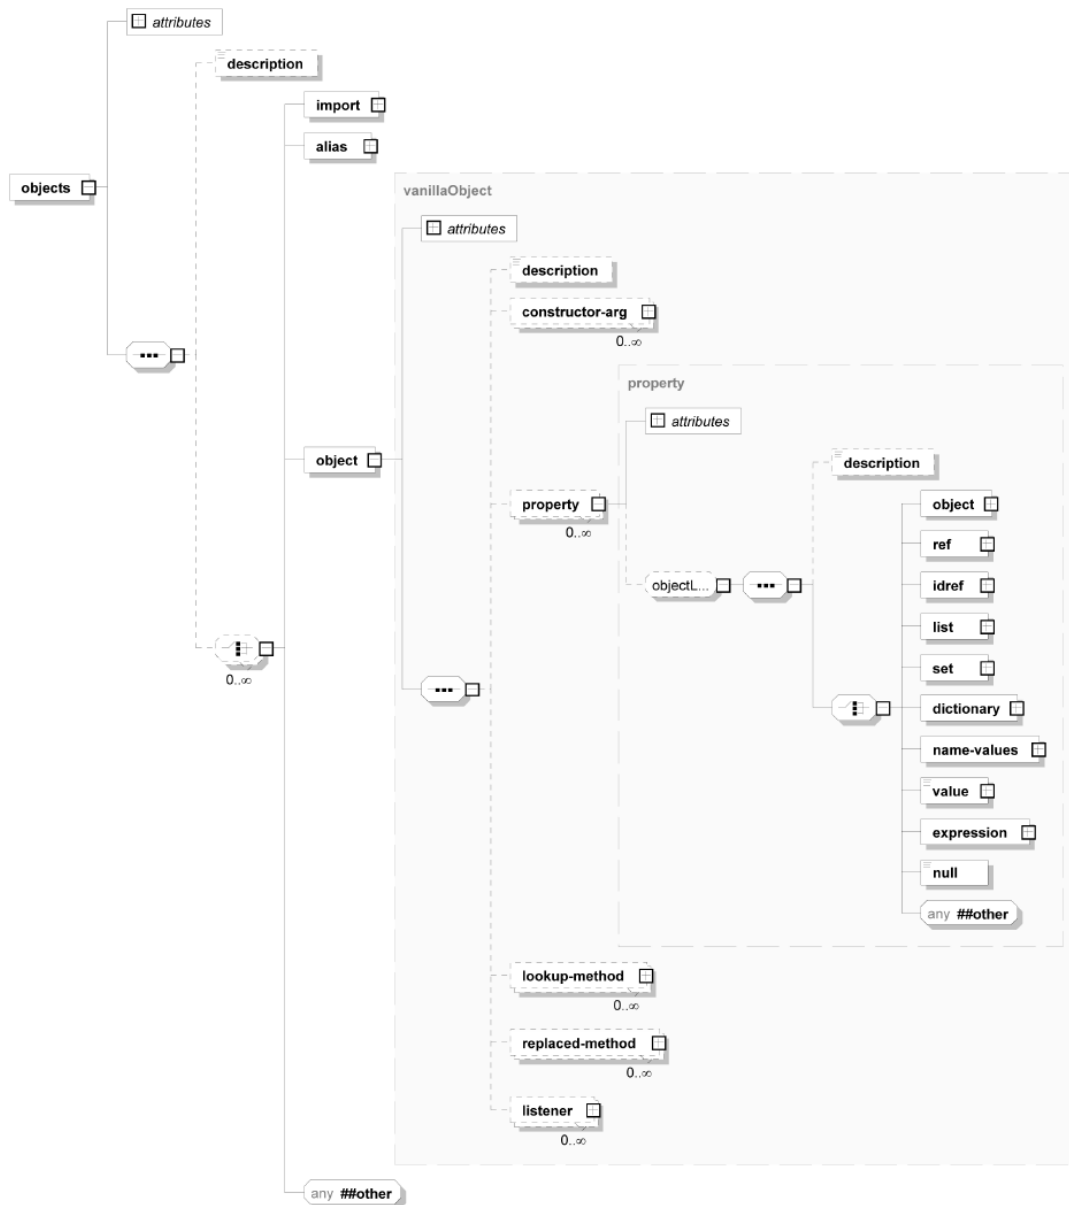 attributes
description
import
alias
objects
vanillaObject
attributes
description
constructor-arg
0..∞
property
attributes
description
object
property
object
0..∞
ref
objectL...
idref
list
set
0..∞
dictionary
name-values
value
expression
null
any ##other
lookup-method
0..∞
replaced-method
0..∞
listener
0..∞
any ##other